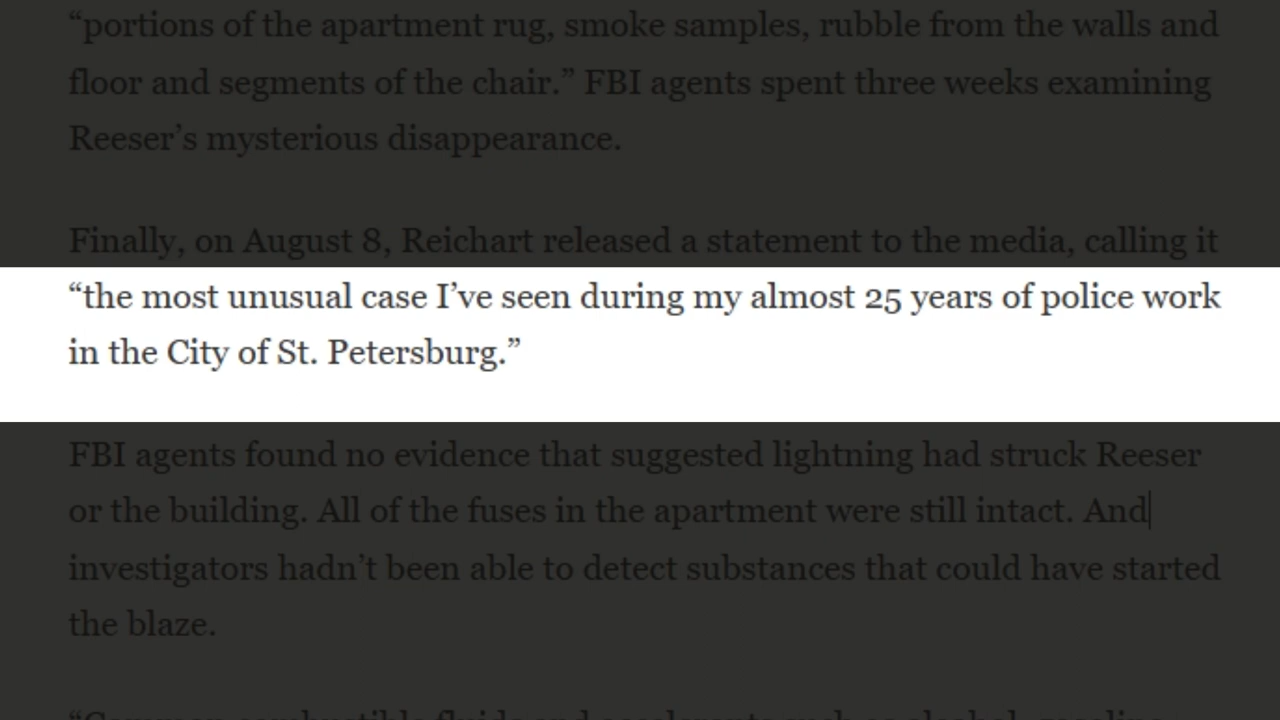 “portions of the apartment rug, smoke samples, rubble from the walls and
floor and segments of the chair.” FBI agents spent three weeks examining
Reeser’s mysterious disappearance.
Finally, on August 8, Reichart released a statement to the media, calling it
“the most unusual case I’ve seen during my almost 25 years of police work
in the City of St. Petersburg.”
FBI agents found no evidence that suggested lightning had struck Reeser
or the building. All of the fuses in the apartment were still intact. And
investigators hadn’t been able to detect substances that could have started
the blaze.